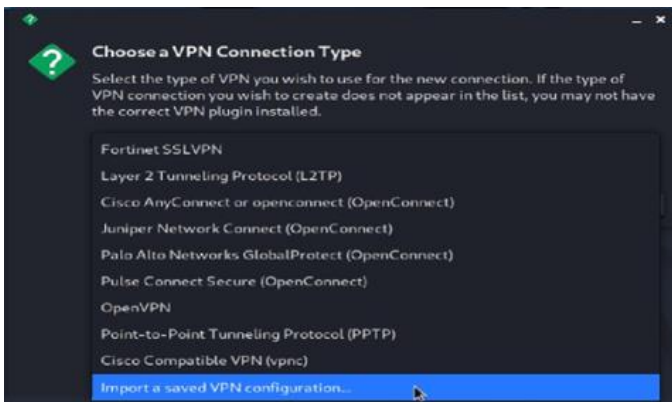 Choose a VPN Connection Type
Select the type of VPN you wish to use for the new connection. If the type of
VPN connection you wish to create does not appear in the list, you may not have
the correct VPN plugin installed.
Fortinet SSLVPN
Layer 2 Tunneling Protocol (L2TP)
Cisco AnyConnect or openconnect (OpenConnect)
Juniper Network Connect (OpenConnect)
Palo Alto Networks GlobalProtect (OpenConnect)
Pulse Connect Secure (OpenConnect)
OpenVPN
Point-to-Point Tunneling Protocol (PPTP)
Cisco Compatible VPN (vpnc)
Import a saved VPN configuration...